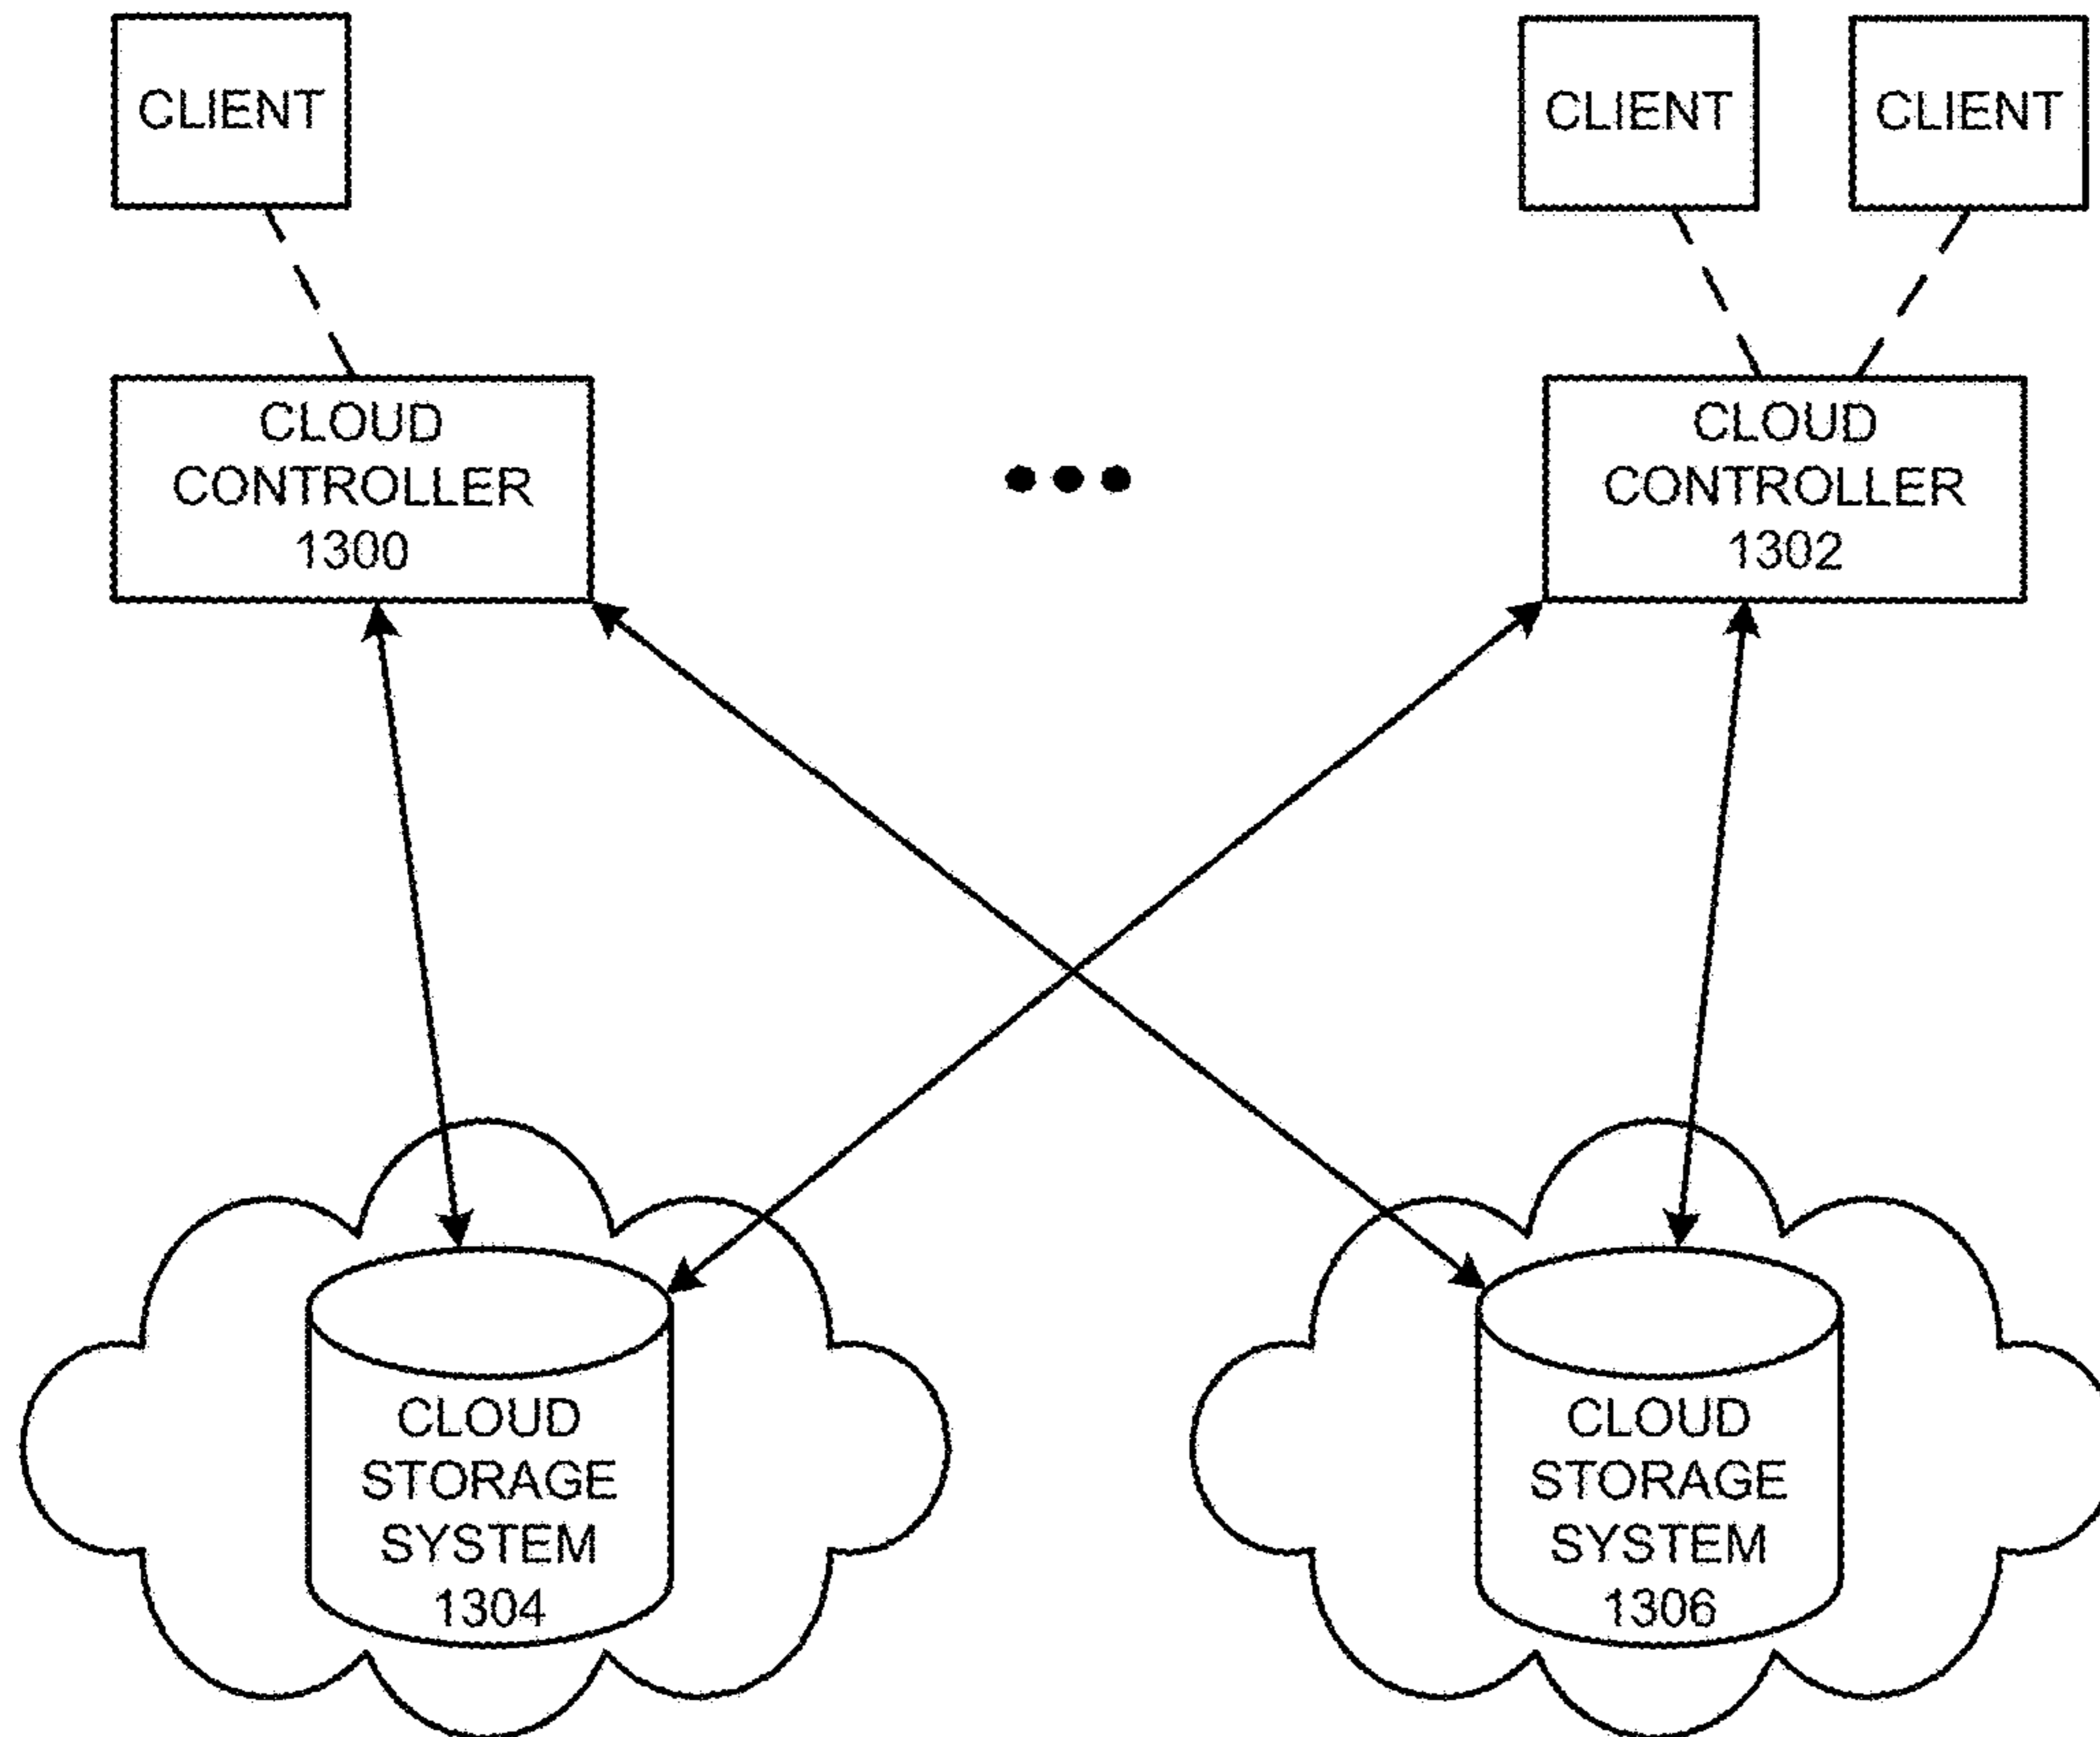 CLIENT
CLIENT
CLIENT
CLOUD
CONTROLLER
1300
CLOUD
CONTROLLER
1302
CLOUD
STORAGE
SYSTEM
1304
CLOUD
STORAGE
SYSTEM
1306